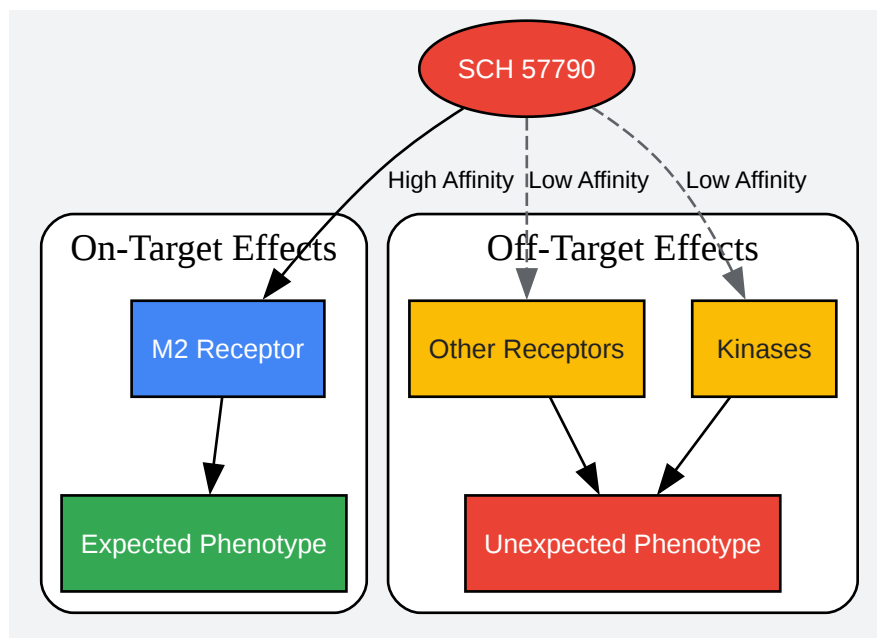 SCH 57790
High Affinity
Low Affinity
Low Affinity
On-Target Effects
Off-Target Effects
M2 Receptor
Other Receptors
Kinases
Expected Phenotype
Unexpected Phenotype